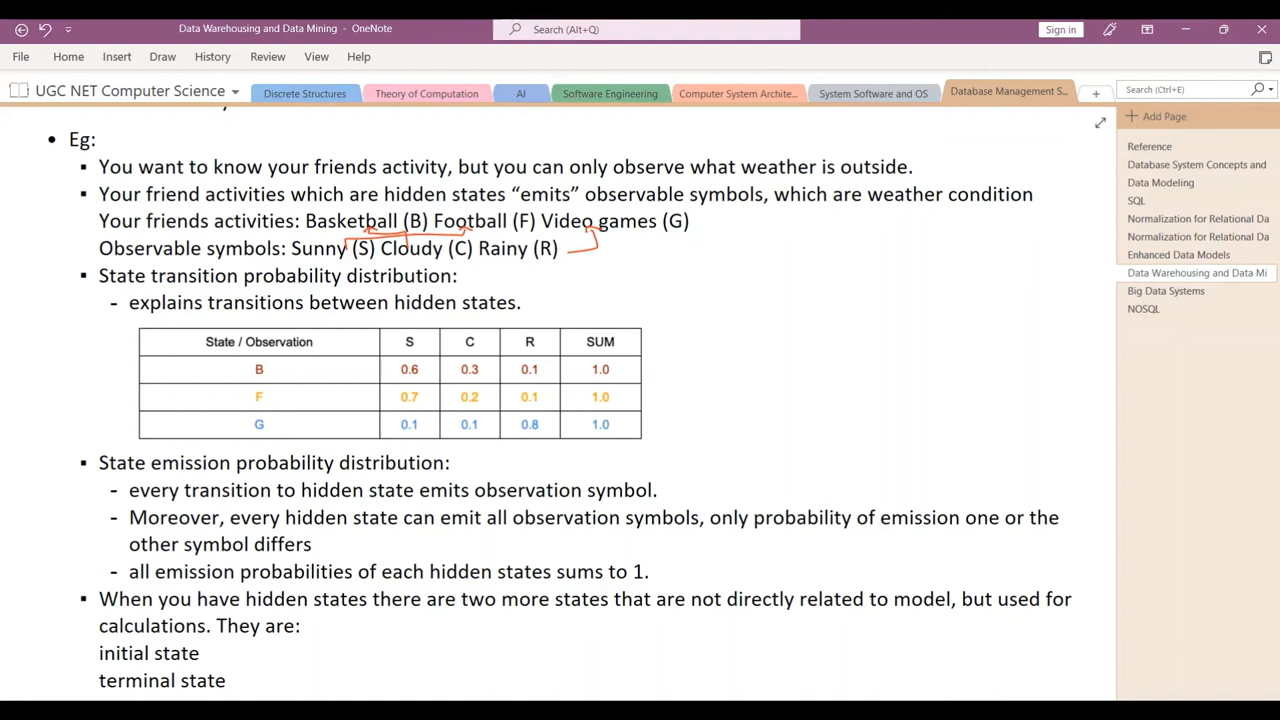 Data Warehousing and Data Mining - OneNote
Search (Alt+Q)
Sign in
File Home Insert Draw History Review View Help
UGC NET Computer Science
Discrete Structures
Theory of Computation
AI
Software Engineering
Computer System Archite...
System Software and OS
Database Management S...
Search (Ctrl+E)
Add Page
Reference
Database System Concepts and
Data Modeling
SQL
Normalization for Relational Da
Normalization for Relational Da
Enhanced Data Models
Data Warehousing and Data Mi
Big Data Systems
NOSQL
• Eg:
▪ You want to know your friends activity, but you can only observe what weather is outside.
▪ Your friend activities which are hidden states “emits” observable symbols, which are weather condition
Your friends activities: Basketball (B) Football (F) Video games (G)
Observable symbols: Sunny (S) Cloudy (C) Rainy (R)
▪ State transition probability distribution:
- explains transitions between hidden states.
State / Observation S C R SUM
B 0.6 0.3 0.1 1.0
F 0.7 0.2 0.1 1.0
G 0.1 0.1 0.8 1.0
▪ State emission probability distribution:
- every transition to hidden state emits observation symbol.
- Moreover, every hidden state can emit all observation symbols, only probability of emission one or the
other symbol differs
- all emission probabilities of each hidden states sums to 1.
▪ When you have hidden states there are two more states that are not directly related to model, but used for
calculations. They are:
initial state
terminal state